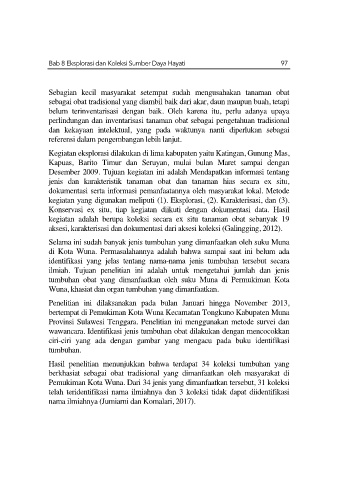 Bab 8 Eksplorasi dan Koleksi Sumber Daya Hayati 97
Sebagian kecil masyarakat setempat sudah mengusahakan tanaman obat
sebagai obat tradisional yang diambil baik dari akar, daun maupun buah, tetapi
belum terinventarisasi dengan baik. Oleh karena itu, perlu adanya upaya
perlindungan dan inventarisasi tanaman obat sebagai pengetahuan tradisional
dan kekayaan intelektual, yang pada waktunya nanti diperlukan sebagai
referensi dalam pengembangan lebih lanjut.
Kegiatan eksplorasi dilakukan di lima kabupaten yaitu Katingan, Gunung Mas,
Kapuas, Barito Timur dan Seruyan, mulai bulan Maret sampai dengan
Desember 2009. Tujuan kegiatan ini adalah Mendapatkan informasi tentang
jenis dan karakteristik tanaman obat dan tanaman hias secara ex situ,
dokumentasi serta informasi pemanfaatannya oleh masyarakat lokal. Metode
kegiatan yang digunakan meliputi (1). Eksplorasi, (2). Karakterisasi, dan (3).
Konservasi ex situ, tiap kegiatan diikuti dengan dokumentasi data. Hasil
kegiatan adalah berupa koleksi secara ex situ tanaman obat sebanyak 19
aksesi, karakterisasi dan dokumentasi dari aksesi koleksi (Galingging, 2012).
Selama ini sudah banyak jenis tumbuhan yang dimanfaatkan oleh suku Muna
di Kota Wuna. Permasalahannya adalah bahwa sampai saat ini belum ada
identifikasi yang jelas tentang nama-nama jenis tumbuhan tersebut secara
ilmiah. Tujuan penelitian ini adalah untuk mengetahui jumlah dan jenis
tumbuhan obat yang dimanfaatkan oleh suku Muna di Permukiman Kota
Wuna, khasiat dan organ tumbuhan yang dimanfaatkan.
Penelitian ini dilaksanakan pada bulan Januari hingga November 2013,
bertempat di Pemukiman Kota Wuna Kecamatan Tongkuno Kabupaten Muna
Provinsi Sulawesi Tenggara. Penelitian ini menggunakan metode survei dan
wawancara. Identifikasi jenis tumbuhan obat dilakukan dengan mencocokkan
ciri-ciri yang ada dengan gambar yang mengacu pada buku identifikasi
tumbuhan.
Hasil penelitian menunjukkan bahwa terdapat 34 koleksi tumbuhan yang
berkhasiat sebagai obat tradisional yang dimanfaatkan oleh masyarakat di
Pemukiman Kota Wuna. Dari 34 jenis yang dimanfaatkan tersebut, 31 koleksi
telah teridentifikasi nama ilmiahnya dan 3 koleksi tidak dapat diidentifikasi
nama ilmiahnya (Jumiarni dan Komalari, 2017).